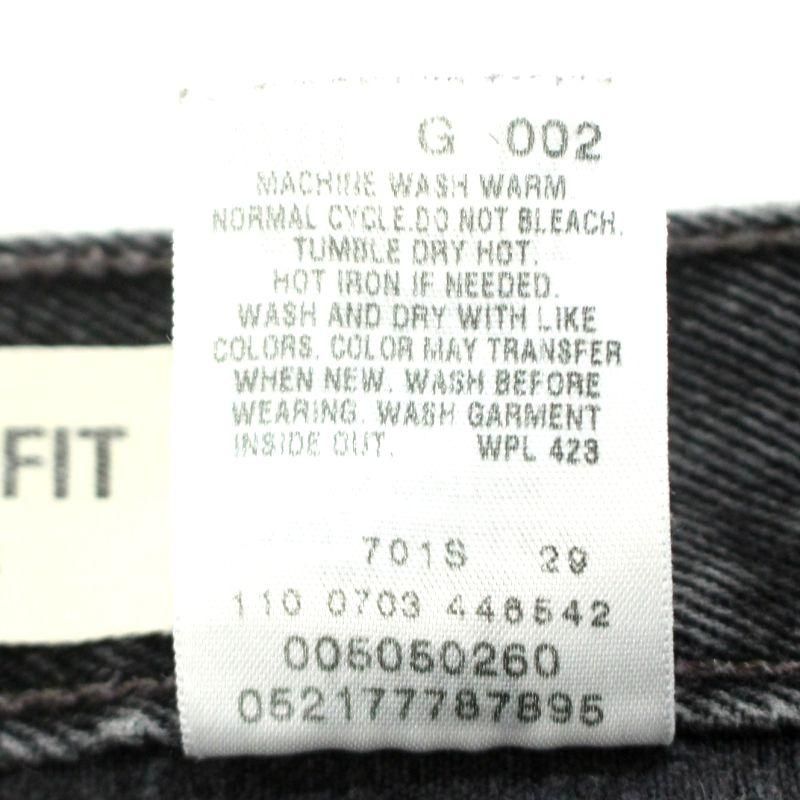 G 002
MACHINE WASH WARM
NORMAL CYCLE.DO NOT BLEACH.
TUMBLE DRY HOT.
HOT IRON IF NEEDED.
WASH AND DRY WITH LIKE
COLORS. COLOR MAY TRANSFER
WHEN NEW. WASH BEFORE
WEARING. WASH GARMENT
INSIDE OUT. WPL 423
FIT
701S 29
110 0703 446542
005050260
052177787895